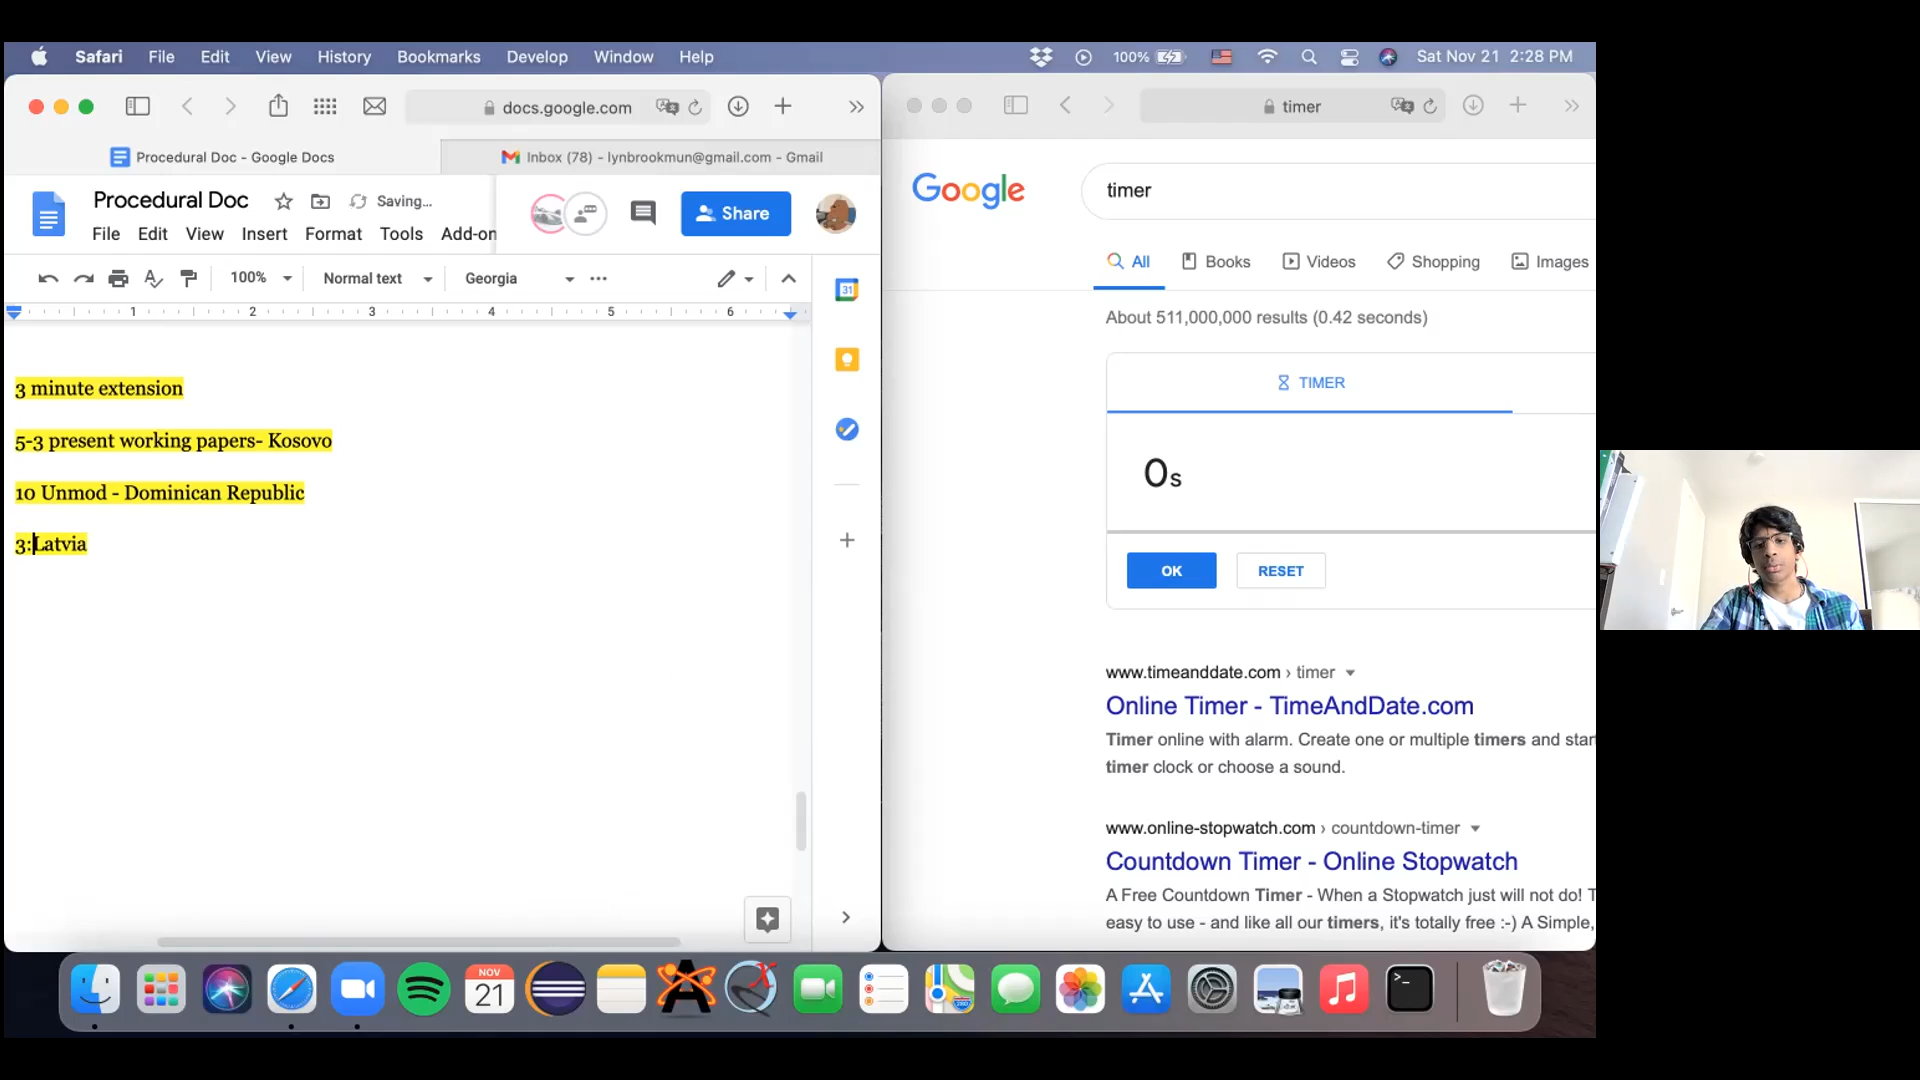 Safari File Edit View History Bookmarks Develop Window Help 100% Sat Nov 21 2:28 PM
docs.google.com
Procedural Doc - Google Docs
Inbox (78) - lynbrookmun@gmail.com - Gmail
Procedural Doc
Saving...
Share
File Edit View Insert Format Tools Add-on
100% Normal text Georgia
1 2 3 4 5 6
31
3 minute extension
5-3 present working papers- Kosovo
10 Unmod - Dominican Republic
3:Latvia
timer
Google
timer
All Books Videos Shopping Images
About 511,000,000 results (0.42 seconds)
TIMER
0s
OK RESET
www.timeanddate.com › timer
Online Timer - TimeAndDate.com
Timer online with alarm. Create one or multiple timers and star
timer clock or choose a sound.
www.online-stopwatch.com › countdown-timer
Countdown Timer - Online Stopwatch
A Free Countdown Timer - When a Stopwatch just will not do! T
easy to use - and like all our timers, it's totally free :-) A Simple,
NOV
21